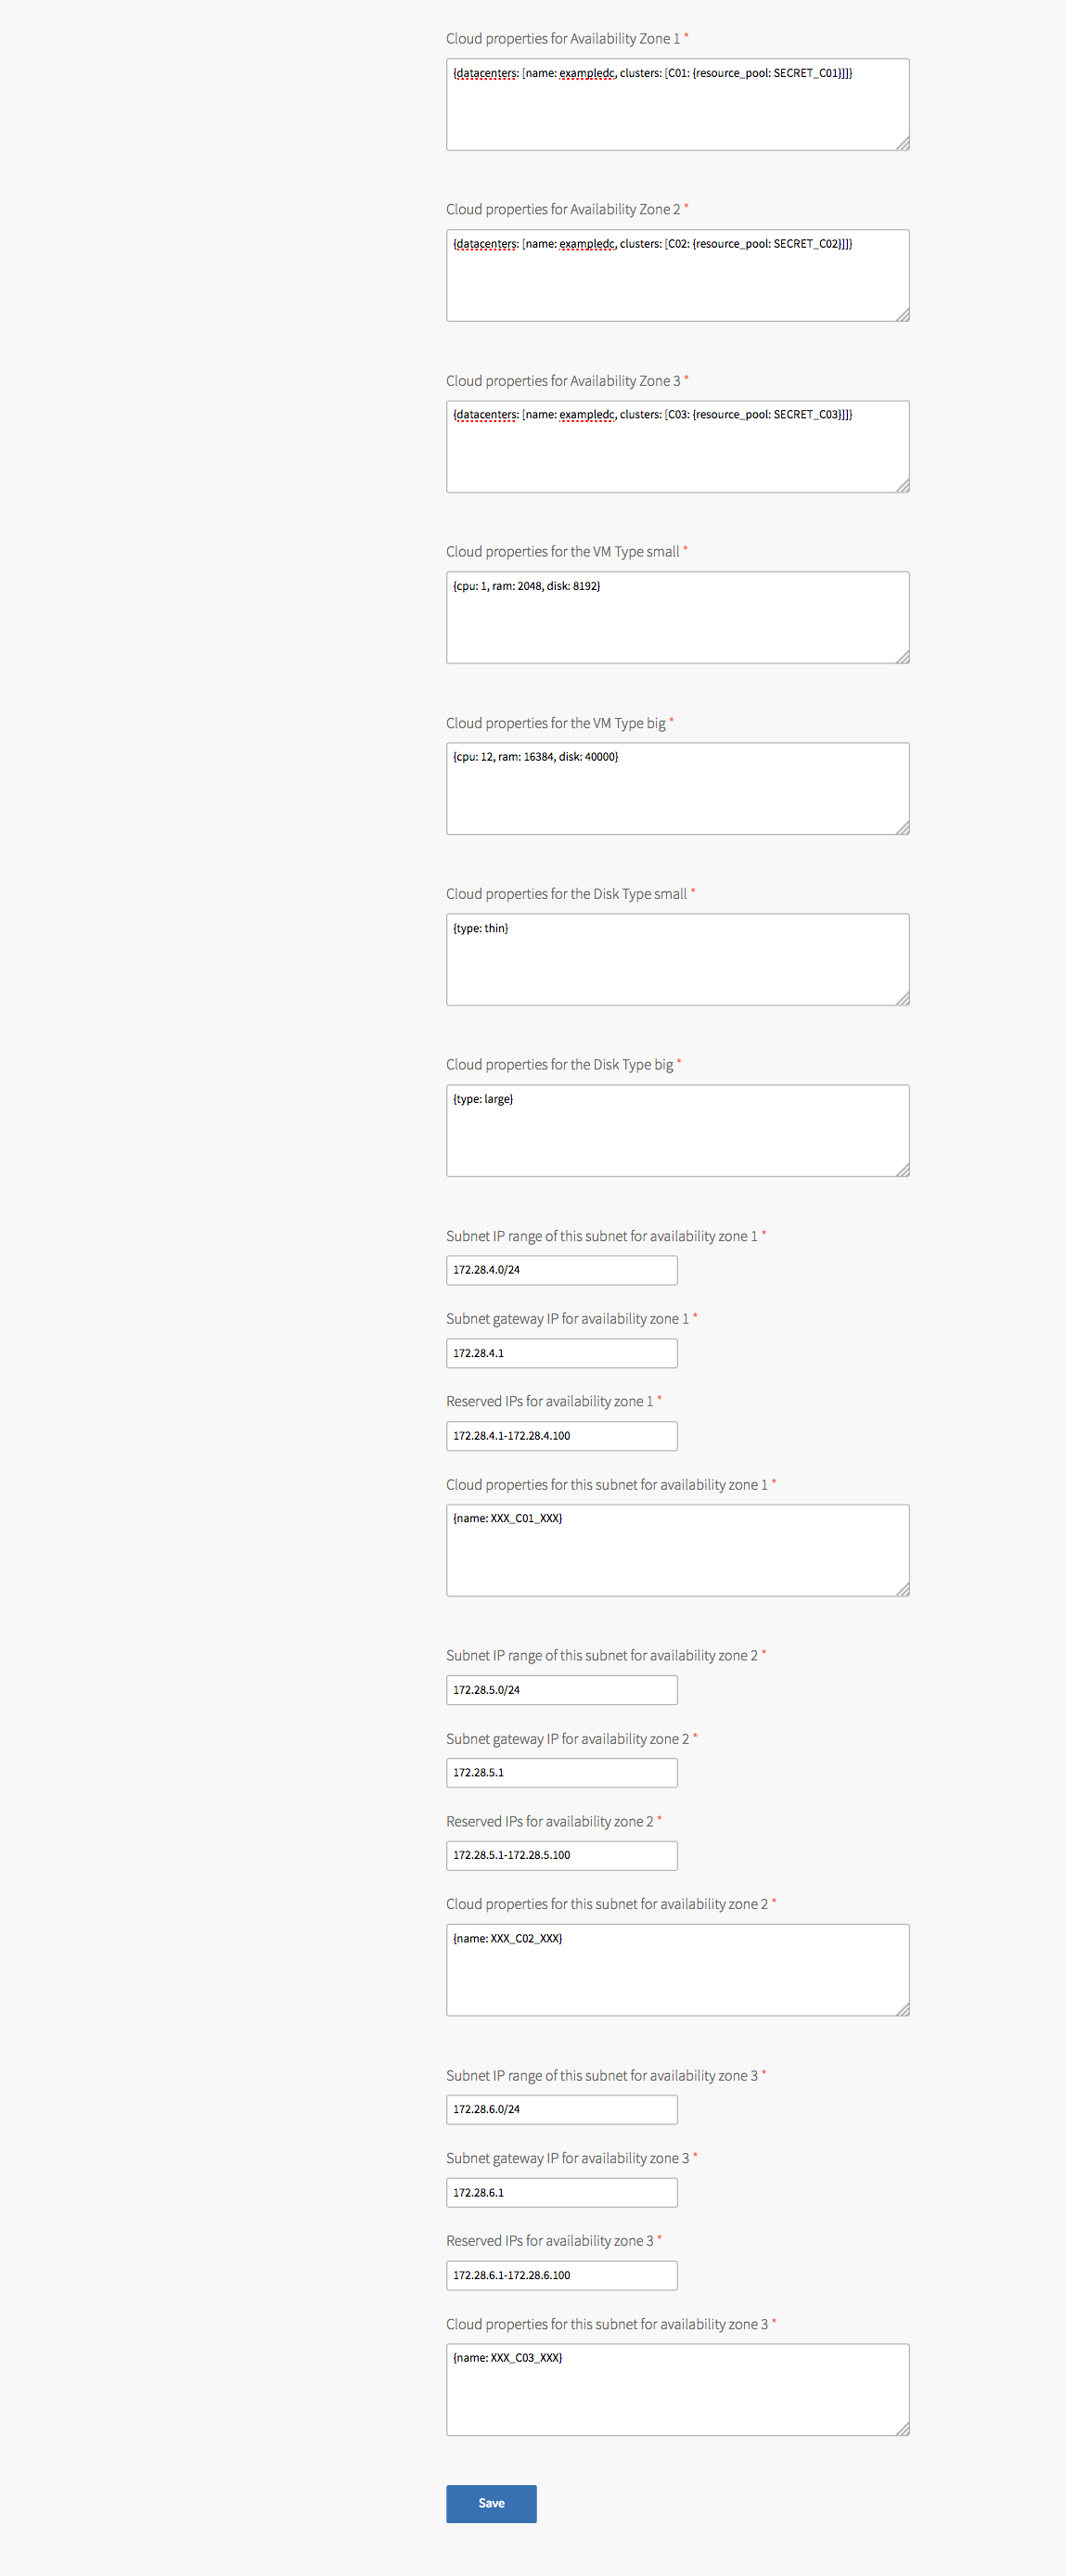 Cloud properties for Availability Zone 1 *
{datacenters: [name: exampledc, clusters: [C01: {resource_pool: SECRET_C01}]]}
Cloud properties for Availability Zone 2 *
{datacenters: [name: exampledc, clusters: [C02: {resource_pool: SECRET_C02}]]}
Cloud properties for Availability Zone 3 *
{datacenters: [name: exampledc, clusters: [C03: {resource_pool: SECRET_C03}]]}
Cloud properties for the VM Type small *
{cpu: 1, ram: 2048, disk: 8192}
Cloud properties for the VM Type big *
{cpu: 12, ram: 16384, disk: 40000}
Cloud properties for the Disk Type small *
{type: thin}
Cloud properties for the Disk Type big *
{type: large}
Subnet IP range of this subnet for availability zone 1 *
172.28.4.0/24
Subnet gateway IP for availability zone 1 *
172.28.4.1
Reserved IPs for availability zone 1 *
172.28.4.1-172.28.4.100
Cloud properties for this subnet for availability zone 1 *
{name: XXX_C01_XXX}
Subnet IP range of this subnet for availability zone 2 *
172.28.5.0/24
Subnet gateway IP for availability zone 2 *
172.28.5.1
Reserved IPs for availability zone 2 *
172.28.5.1-172.28.5.100
Cloud properties for this subnet for availability zone 2 *
{name: XXX_C02_XXX}
Subnet IP range of this subnet for availability zone 3 *
172.28.6.0/24
Subnet gateway IP for availability zone 3 *
172.28.6.1
Reserved IPs for availability zone 3 *
172.28.6.1-172.28.6.100
Cloud properties for this subnet for availability zone 3 *
{name: XXX_C03_XXX}
Save